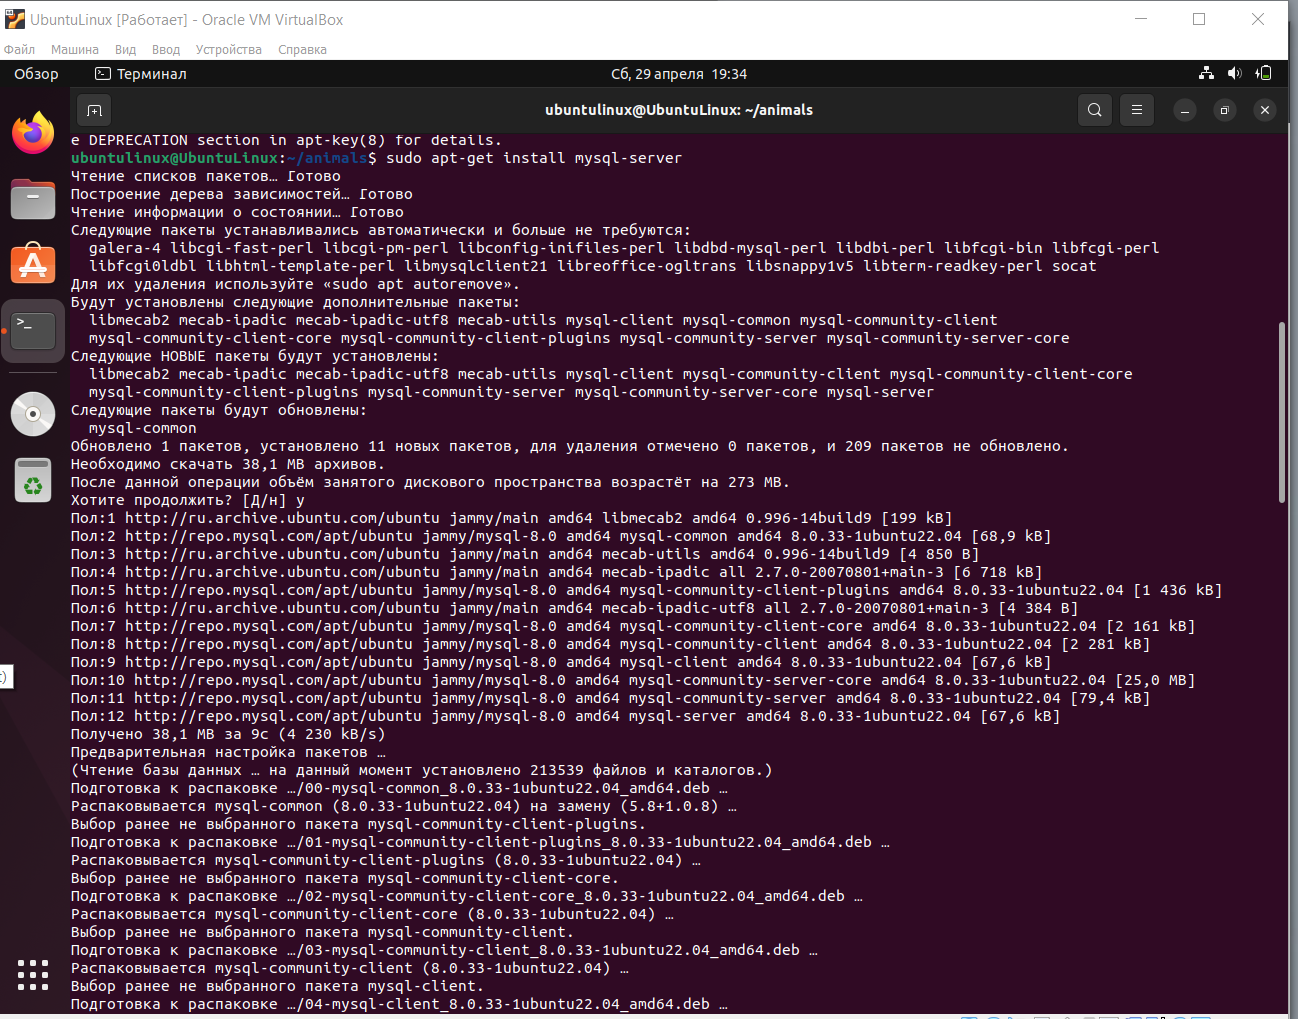 UbuntuLinux [Работает] - Oracle VM VirtualBox
Файл Машина Вид Ввод Устройства Справка
Обзор Терминал Сб, 29 апреля 19:34
ubuntulinux@UbuntuLinux: ~/animals
e DEPRECATION section in apt-key(8) for details.
ubuntulinux@UbuntuLinux:~/animals$ sudo apt-get install mysql-server
Чтение списков пакетов… Готово
Построение дерева зависимостей… Готово
Чтение информации о состоянии… Готово
Следующие пакеты устанавливались автоматически и больше не требуются:
galera-4 libcgi-fast-perl libcgi-pm-perl libconfig-inifiles-perl libdbd-mysql-perl libdbi-perl libfcgi-bin libfcgi-perl
libfcgi0ldbl libhtml-template-perl libmysqlclient21 libreoffice-ogltrans libsnappy1v5 libterm-readkey-perl socat
Для их удаления используйте «sudo apt autoremove».
Будут установлены следующие дополнительные пакеты:
libmecab2 mecab-ipadic mecab-ipadic-utf8 mecab-utils mysql-client mysql-common mysql-community-client
mysql-community-client-core mysql-community-client-plugins mysql-community-server mysql-community-server-core
Следующие НОВЫЕ пакеты будут установлены:
libmecab2 mecab-ipadic mecab-ipadic-utf8 mecab-utils mysql-client mysql-community-client mysql-community-client-core
mysql-community-client-plugins mysql-community-server mysql-community-server-core mysql-server
Следующие пакеты будут обновлены:
mysql-common
Обновлено 1 пакетов, установлено 11 новых пакетов, для удаления отмечено 0 пакетов, и 209 пакетов не обновлено.
Необходимо скачать 38,1 MB архивов.
После данной операции объём занятого дискового пространства возрастёт на 273 MB.
Хотите продолжить? [Д/н] y
Пол:1 http://ru.archive.ubuntu.com/ubuntu jammy/main amd64 libmecab2 amd64 0.996-14build9 [199 kB]
Пол:2 http://repo.mysql.com/apt/ubuntu jammy/mysql-8.0 amd64 mysql-common amd64 8.0.33-1ubuntu22.04 [68,9 kB]
Пол:3 http://ru.archive.ubuntu.com/ubuntu jammy/main amd64 mecab-utils amd64 0.996-14build9 [4 850 B]
Пол:4 http://ru.archive.ubuntu.com/ubuntu jammy/main amd64 mecab-ipadic all 2.7.0-20070801+main-3 [6 718 kB]
Пол:5 http://repo.mysql.com/apt/ubuntu jammy/mysql-8.0 amd64 mysql-community-client-plugins amd64 8.0.33-1ubuntu22.04 [1 436 kB]
Пол:6 http://ru.archive.ubuntu.com/ubuntu jammy/main amd64 mecab-ipadic-utf8 all 2.7.0-20070801+main-3 [4 384 B]
Пол:7 http://repo.mysql.com/apt/ubuntu jammy/mysql-8.0 amd64 mysql-community-client-core amd64 8.0.33-1ubuntu22.04 [2 161 kB]
Пол:8 http://repo.mysql.com/apt/ubuntu jammy/mysql-8.0 amd64 mysql-community-client amd64 8.0.33-1ubuntu22.04 [2 281 kB]
Пол:9 http://repo.mysql.com/apt/ubuntu jammy/mysql-8.0 amd64 mysql-client amd64 8.0.33-1ubuntu22.04 [67,6 kB]
Пол:10 http://repo.mysql.com/apt/ubuntu jammy/mysql-8.0 amd64 mysql-community-server-core amd64 8.0.33-1ubuntu22.04 [25,0 MB]
Пол:11 http://repo.mysql.com/apt/ubuntu jammy/mysql-8.0 amd64 mysql-community-server amd64 8.0.33-1ubuntu22.04 [79,4 kB]
Пол:12 http://repo.mysql.com/apt/ubuntu jammy/mysql-8.0 amd64 mysql-server amd64 8.0.33-1ubuntu22.04 [67,6 kB]
Получено 38,1 MB за 9с (4 230 kB/s)
Предварительная настройка пакетов …
(Чтение базы данных … на данный момент установлено 213539 файлов и каталогов.)
Подготовка к распаковке …/00-mysql-common_8.0.33-1ubuntu22.04_amd64.deb …
Распаковывается mysql-common (8.0.33-1ubuntu22.04) на замену (5.8+1.0.8) …
Выбор ранее не выбранного пакета mysql-community-client-plugins.
Подготовка к распаковке …/01-mysql-community-client-plugins_8.0.33-1ubuntu22.04_amd64.deb …
Распаковывается mysql-community-client-plugins (8.0.33-1ubuntu22.04) …
Выбор ранее не выбранного пакета mysql-community-client-core.
Подготовка к распаковке …/02-mysql-community-client-core_8.0.33-1ubuntu22.04_amd64.deb …
Распаковывается mysql-community-client-core (8.0.33-1ubuntu22.04) …
Выбор ранее не выбранного пакета mysql-community-client.
Подготовка к распаковке …/03-mysql-community-client_8.0.33-1ubuntu22.04_amd64.deb …
Распаковывается mysql-community-client (8.0.33-1ubuntu22.04) …
Выбор ранее не выбранного пакета mysql-client.
Подготовка к распаковке …/04-mysql-client_8.0.33-1ubuntu22.04_amd64.deb …